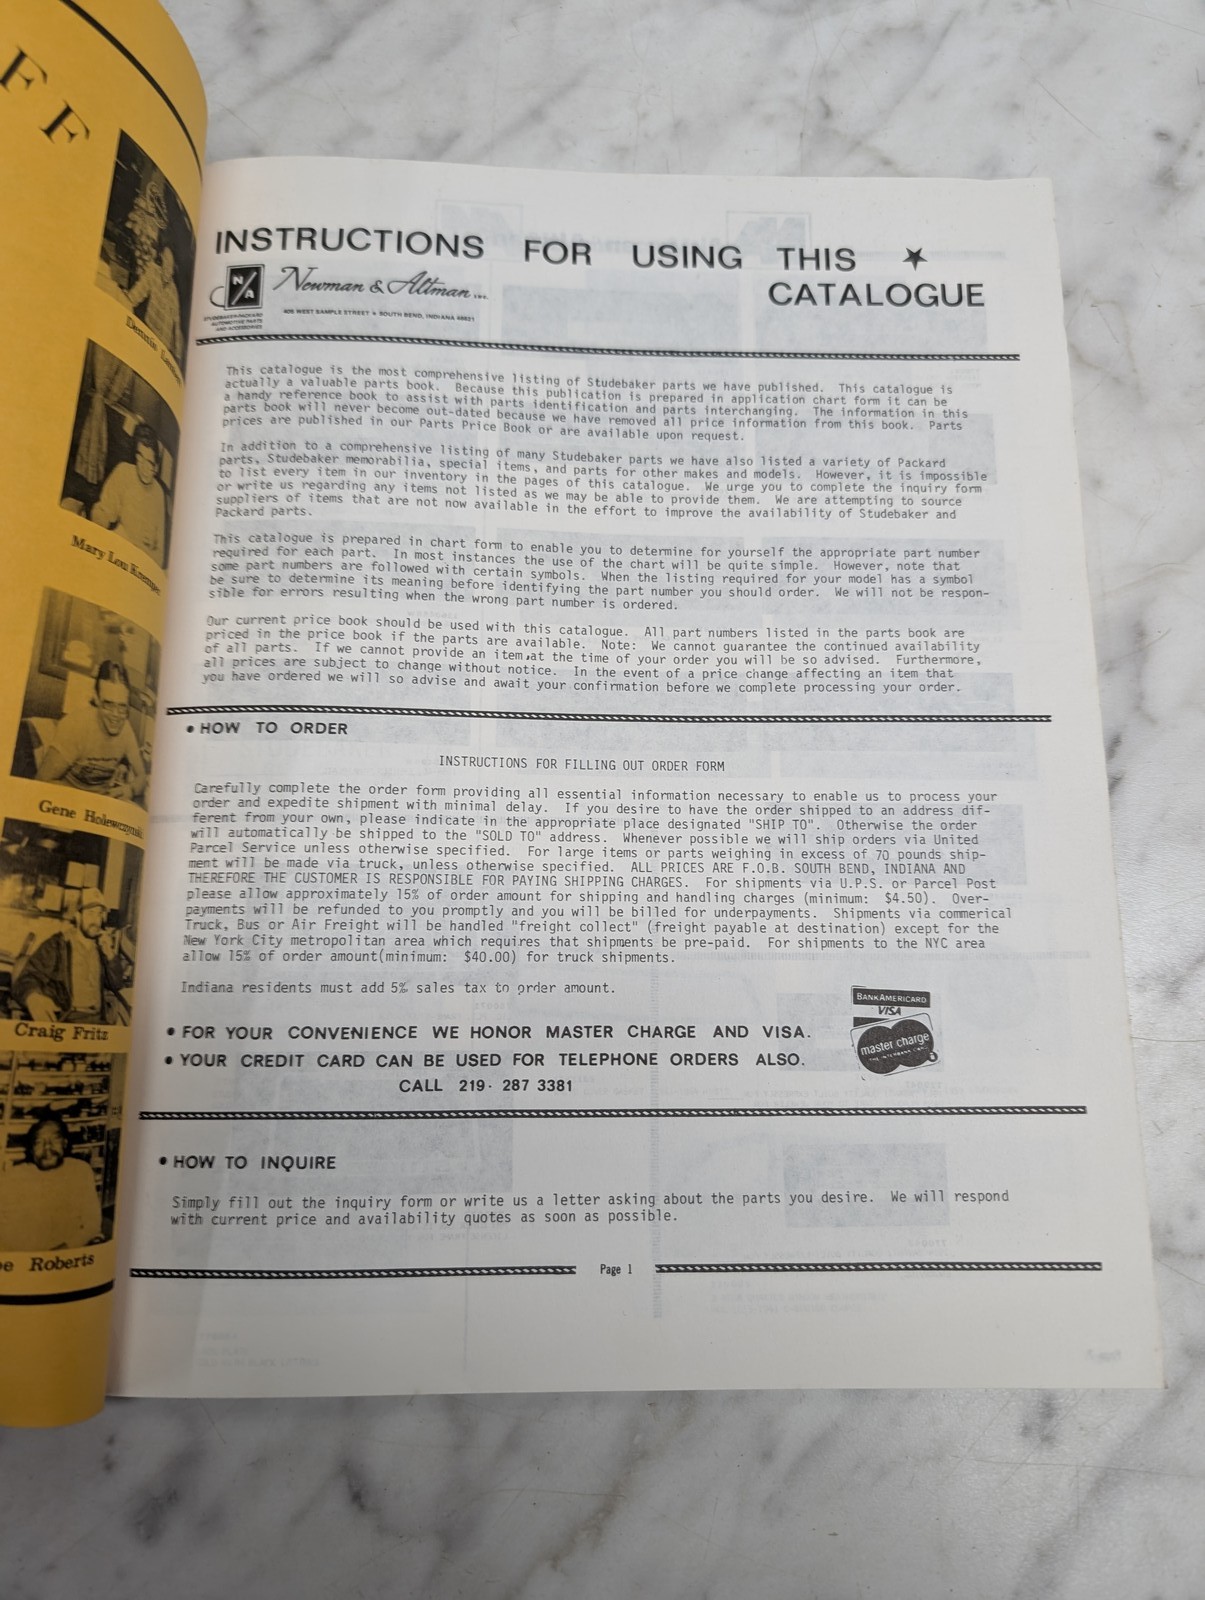 F
F
Dennis
Mary Lou
Gene Holewczynski
Craig Fritz
Roberts
INSTRUCTIONS FOR USING THIS ★
CATALOGUE
N/A
Newman & Altman Inc.
STUDEBAKER/PACKARD
AUTOMOTIVE PARTS
AND ACCESSORIES
405 WEST SAMPLE STREET • SOUTH BEND, INDIANA 46621
This catalogue is the most comprehensive listing of Studebaker parts we have published. This catalogue is
actually a valuable parts book. Because this publication is prepared in application chart form it can be
a handy reference book to assist with parts identification and parts interchanging. The information in this
parts book will never become out-dated because we have removed all price information from this book. Parts
prices are published in our Parts Price Book or are available upon request.
In addition to a comprehensive listing of many Studebaker parts we have also listed a variety of Packard
parts, Studebaker memorabilia, special items, and parts for other makes and models. However, it is impossible
to list every item in our inventory in the pages of this catalogue. We urge you to complete the inquiry form
or write us regarding any items not listed as we may be able to provide them. We are attempting to source
suppliers of items that are not now available in the effort to improve the availability of Studebaker and
Packard parts.
This catalogue is prepared in chart form to enable you to determine for yourself the appropriate part number
required for each part. In most instances the use of the chart will be quite simple. However, note that
some part numbers are followed with certain symbols. When the listing required for your model has a symbol
be sure to determine its meaning before identifying the part number you should order. We will not be respon-
sible for errors resulting when the wrong part number is ordered.
Our current price book should be used with this catalogue. All part numbers listed in the parts book are
priced in the price book if the parts are available. Note: We cannot guarantee the continued availability
of all parts. If we cannot provide an item at the time of your order you will be so advised. Furthermore,
all prices are subject to change without notice. In the event of a price change affecting an item that
you have ordered we will so advise and await your confirmation before we complete processing your order.
• HOW TO ORDER
INSTRUCTIONS FOR FILLING OUT ORDER FORM
Carefully complete the order form providing all essential information necessary to enable us to process your
order and expedite shipment with minimal delay. If you desire to have the order shipped to an address dif-
ferent from your own, please indicate in the appropriate place designated "SHIP TO". Otherwise the order
will automatically be shipped to the "SOLD TO" address. Whenever possible we will ship orders via United
Parcel Service unless otherwise specified. For large items or parts weighing in excess of 70 pounds ship-
ment will be made via truck, unless otherwise specified. ALL PRICES ARE F.O.B. SOUTH BEND, INDIANA AND
THEREFORE THE CUSTOMER IS RESPONSIBLE FOR PAYING SHIPPING CHARGES. For shipments via U.P.S. or Parcel Post
please allow approximately 15% of order amount for shipping and handling charges (minimum: $4.50). Over-
payments will be refunded to you promptly and you will be billed for underpayments. Shipments via commerical
Truck, Bus or Air Freight will be handled "freight collect" (freight payable at destination) except for the
New York City metropolitan area which requires that shipments be pre-paid. For shipments to the NYC area
allow 15% of order amount(minimum: $40.00) for truck shipments.
Indiana residents must add 5% sales tax to order amount.
• FOR YOUR CONVENIENCE WE HONOR MASTER CHARGE AND VISA.
• YOUR CREDIT CARD CAN BE USED FOR TELEPHONE ORDERS ALSO.
CALL 219· 287 3381
BANKAMERICARD
VISA
master charge
THE INTERBANK CARD
• HOW TO INQUIRE
Simply fill out the inquiry form or write us a letter asking about the parts you desire. We will respond
with current price and availability quotes as soon as possible.
Page 1